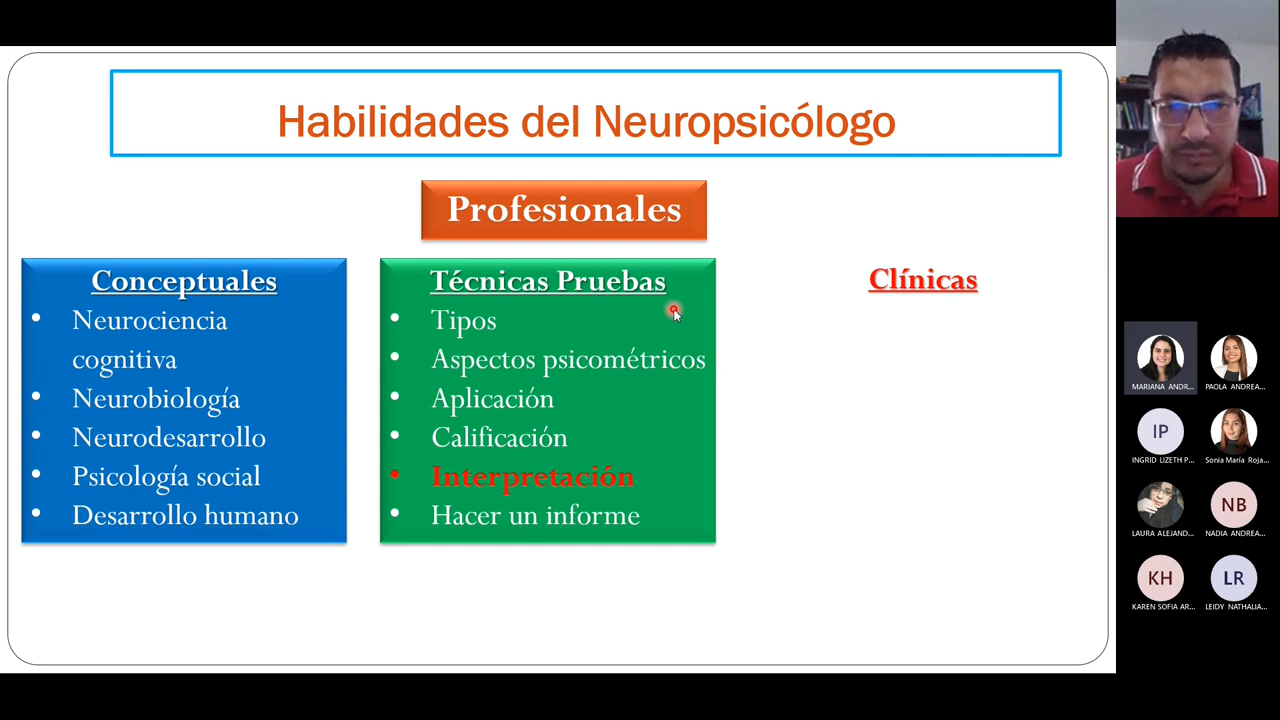 Habilidades del Neuropsicólogo
Profesionales
Conceptuales
• Neurociencia
cognitiva
• Neurobiología
• Neurodesarrollo
• Psicología social
• Desarrollo humano
Técnicas Pruebas
• Tipos
• Aspectos psicométricos
• Aplicación
• Calificación
• Interpretación
• Hacer un informe
Clínicas
MARIANA ANDR...
PAOLA ANDREA...
IP
INGRID LIZETH P...
Sonia María Roja...
LAURA ALEJAND...
NB
NADIA ANDREA...
KH
KAREN SOFIA AR...
LR
LEIDY NATHALIA...